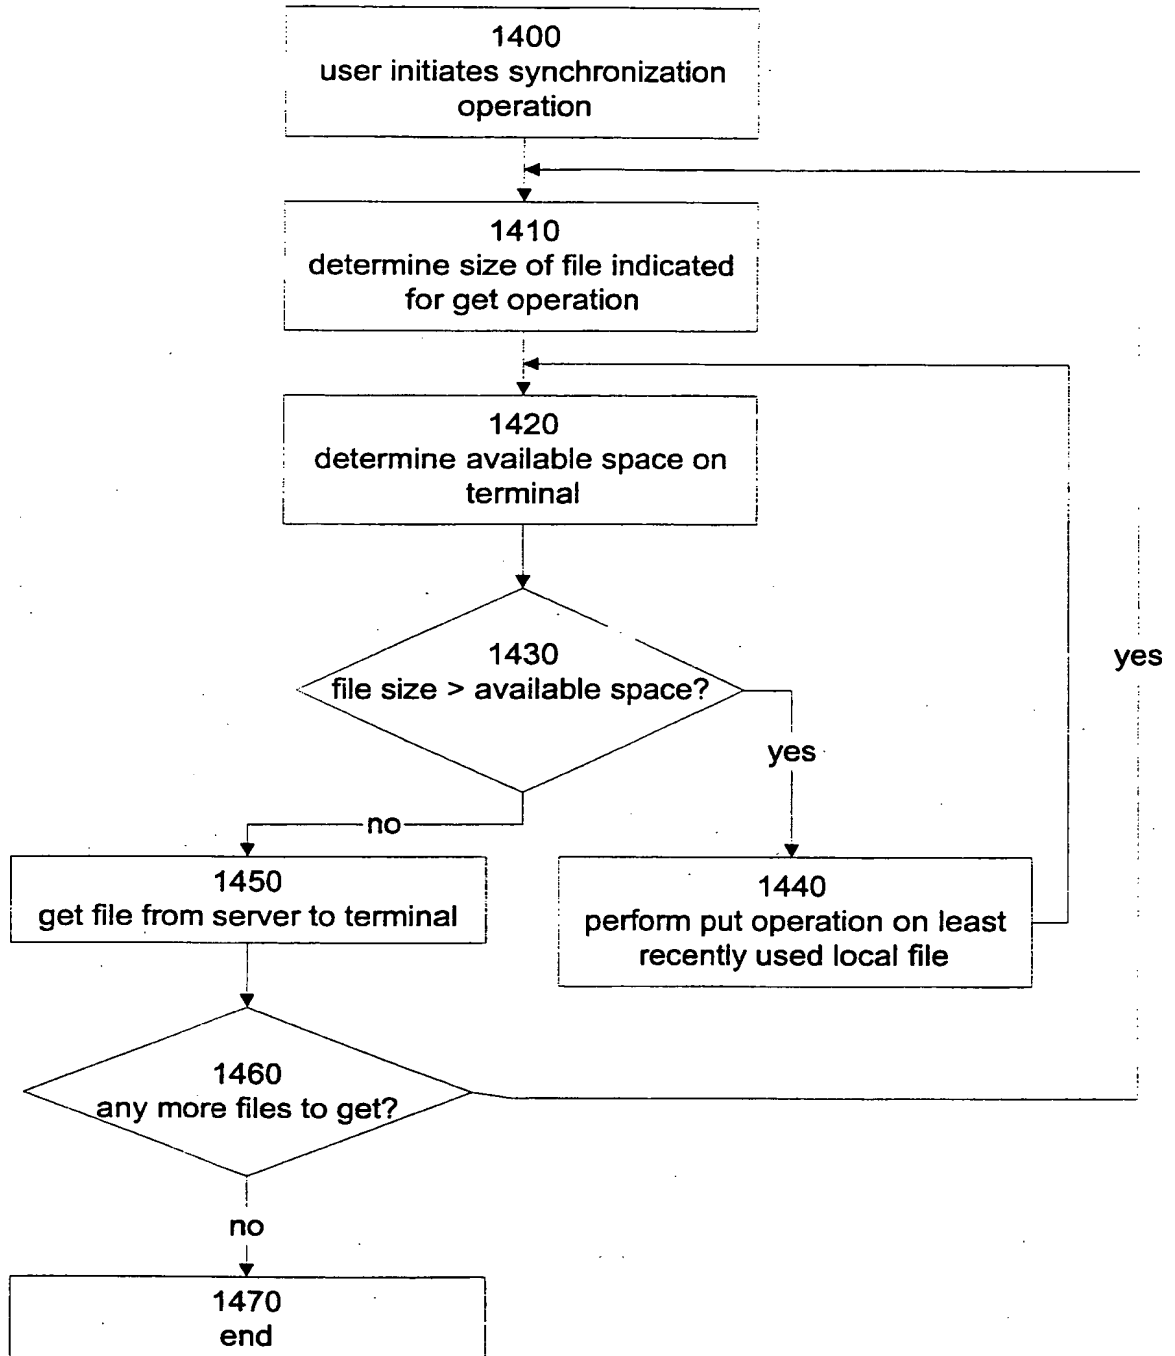 1400
user initiates synchronization
operation
1410
determine size of file indicated
for get operation
1420
determine available space on
terminal
1430
file size > available space?
yes
yes
no
1450
get file from server to terminal
1440
perform put operation on least
recently used local file
1460
any more files to get?
no
1470
end